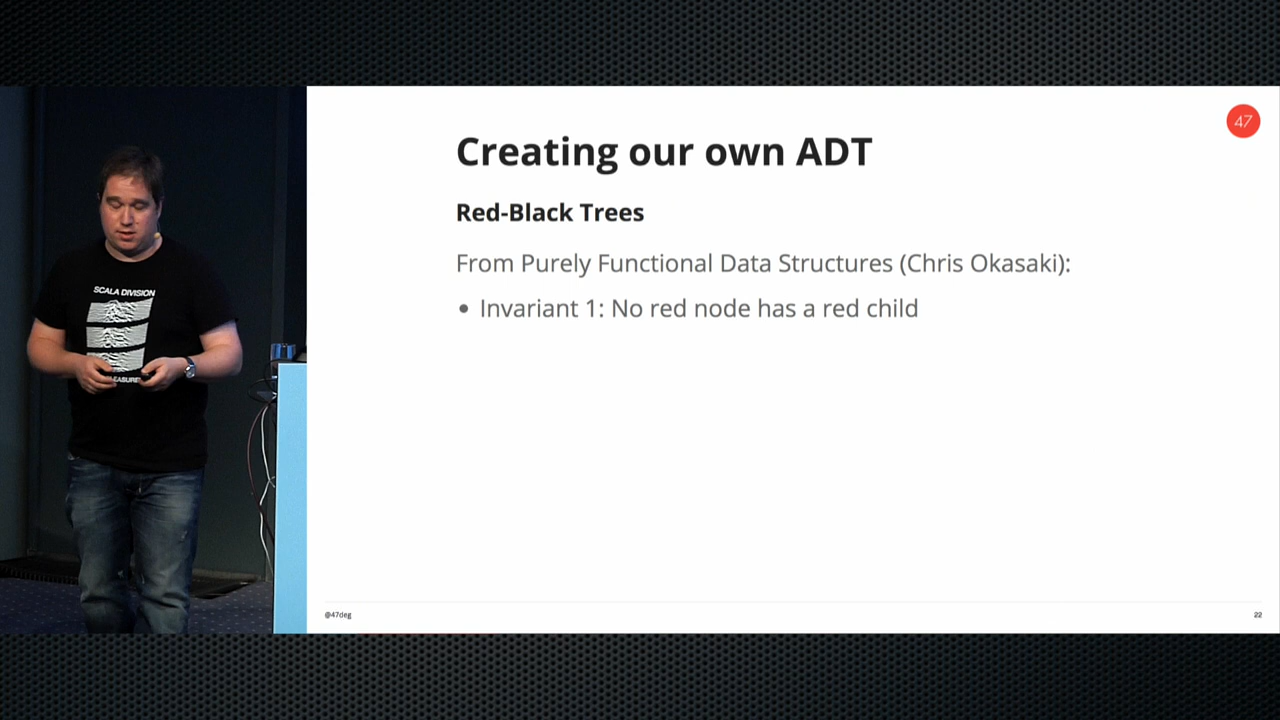 47
Creating our own ADT
Red-Black Trees
From Purely Functional Data Structures (Chris Okasaki):
• Invariant 1: No red node has a red child
SCALA DIVISION
@47deg
22